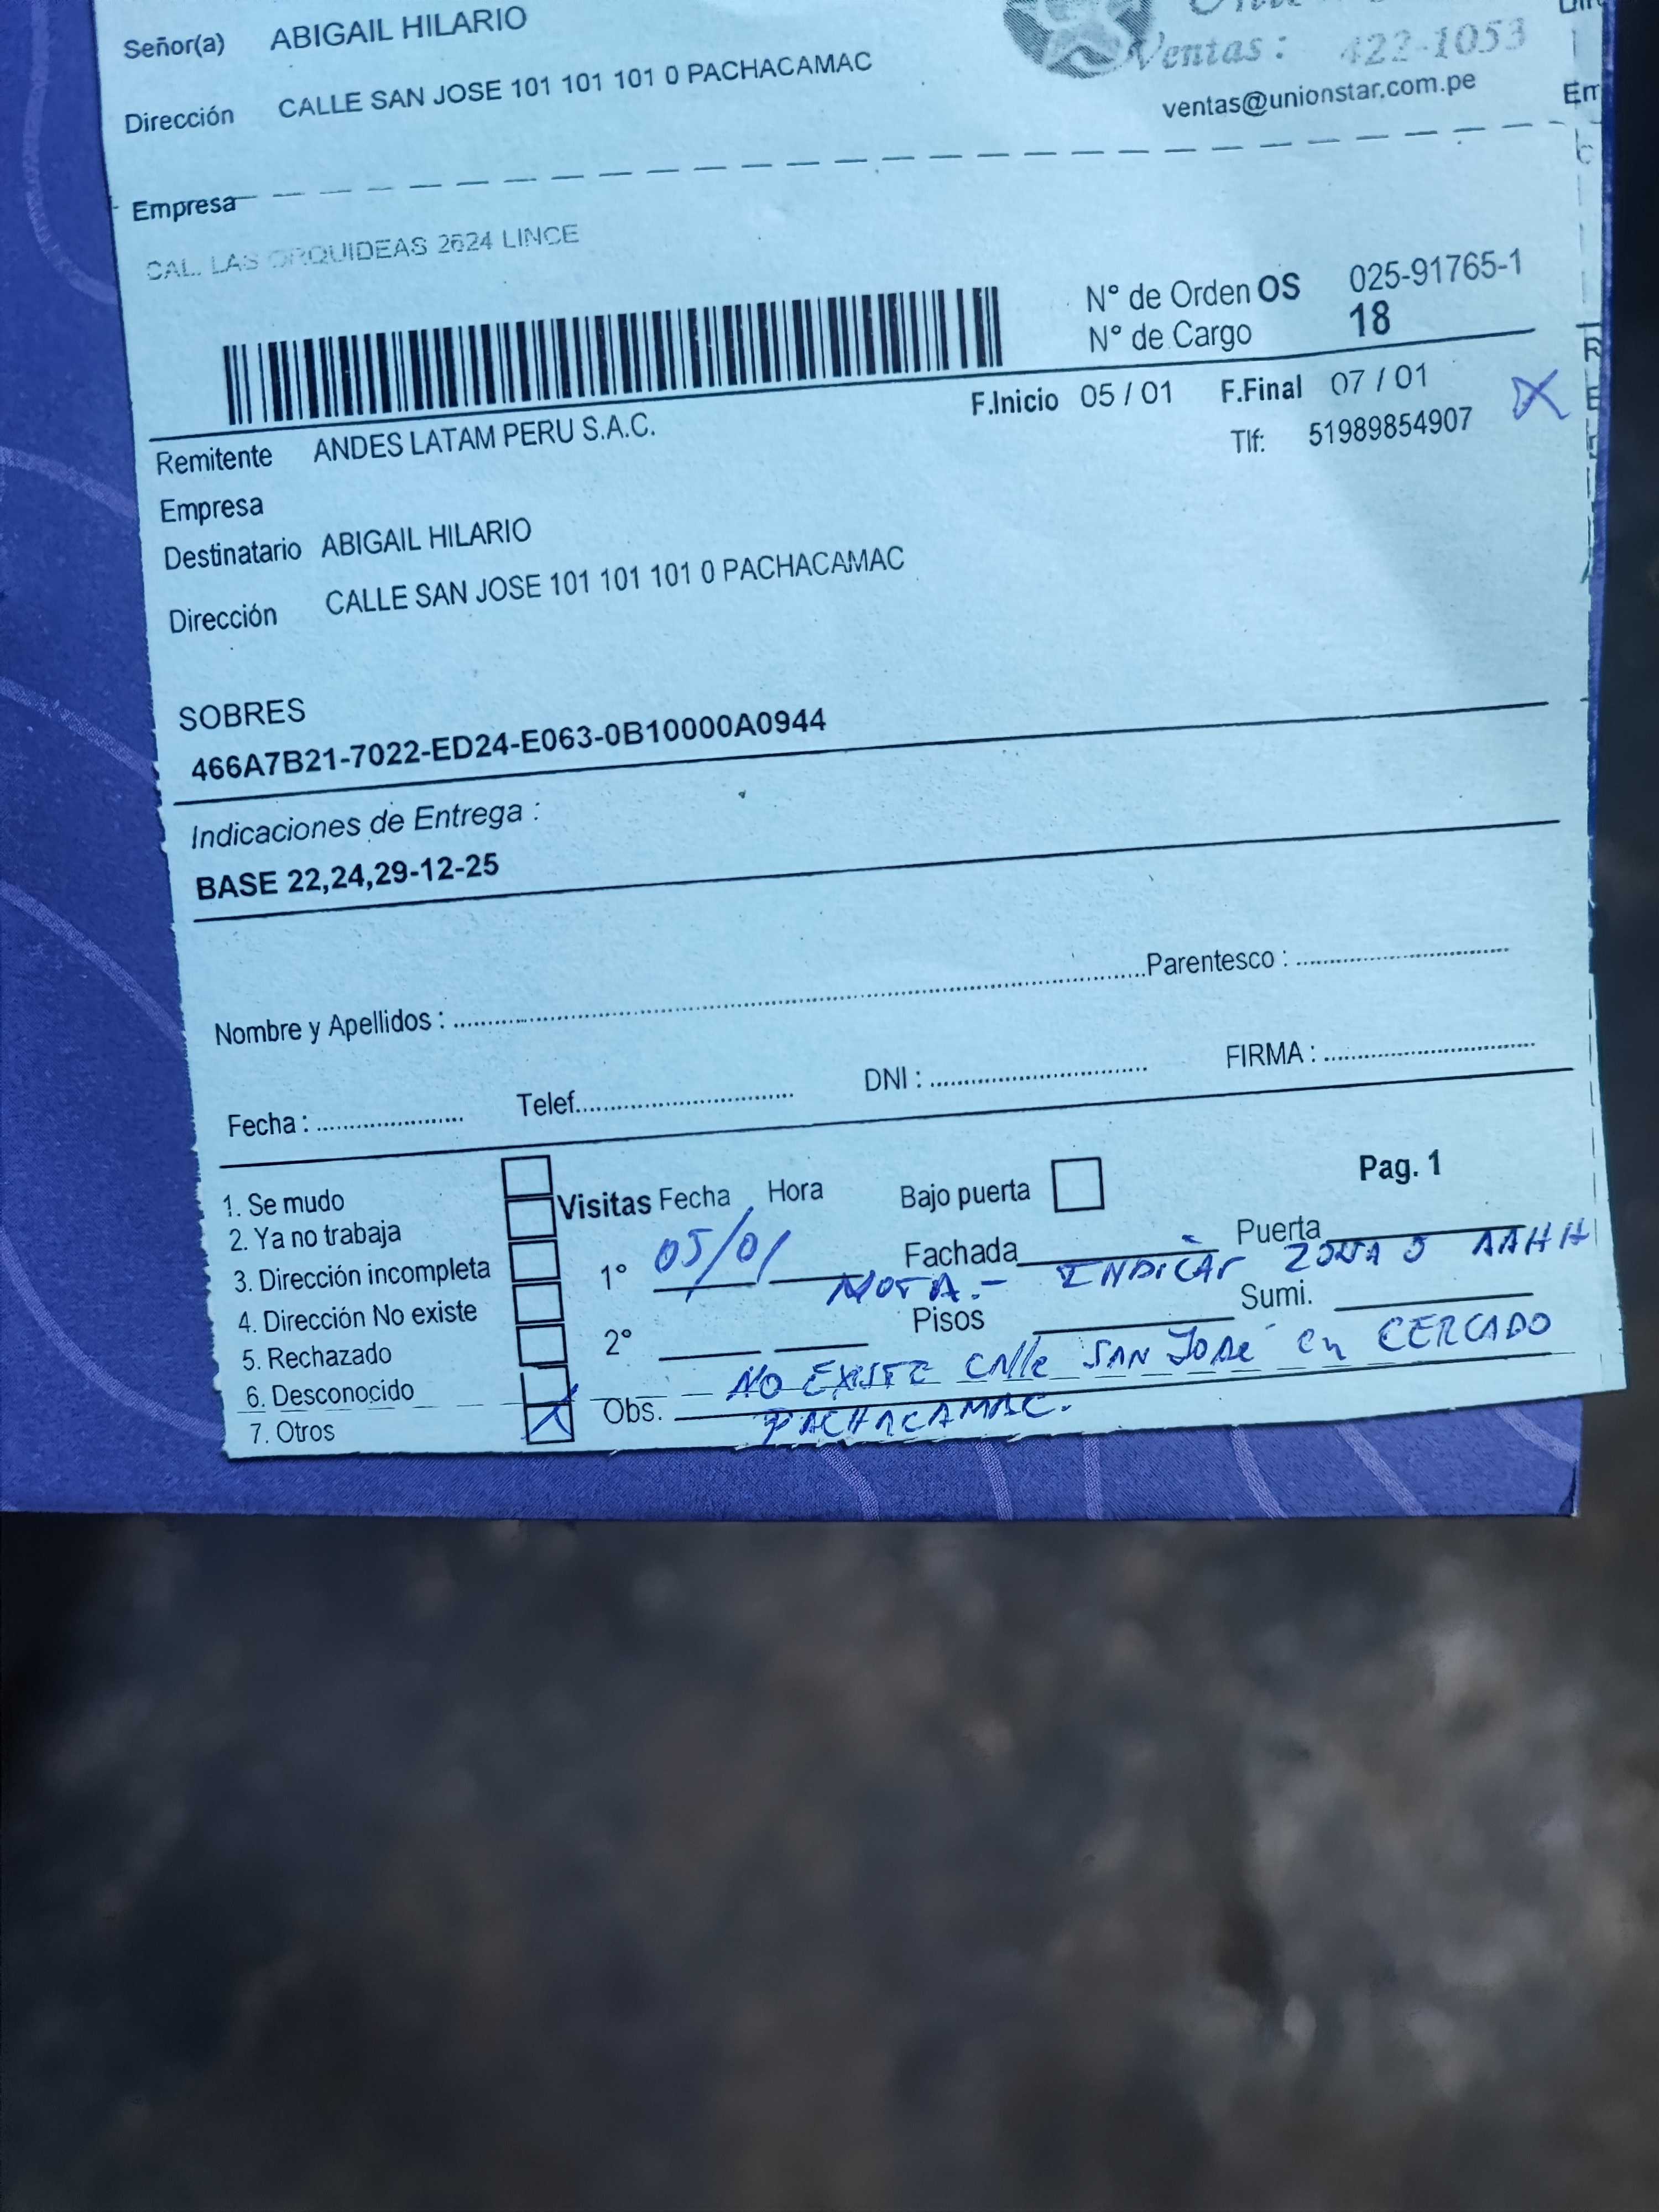 Señor(a) ABIGAIL HILARIO
Ventas : 422-1053
Dirección CALLE SAN JOSE 101 101 101 0 PACHACAMAC
ventas@unionstar.com.pe
Empresa
CAL. LAS ORQUIDEAS 2624 LINCE
N° de Orden OS 025-91765-1
N° de Cargo 18
F.Inicio 05 / 01 F.Final 07 / 01
Remitente ANDES LATAM PERU S.A.C.
Tlf: 51989854907
Empresa
Destinatario ABIGAIL HILARIO
Dirección CALLE SAN JOSE 101 101 101 0 PACHACAMAC
SOBRES
466A7B21-7022-ED24-E063-0B10000A0944
Indicaciones de Entrega :
BASE 22,24,29-12-25
Nombre y Apellidos : Parentesco :
Fecha : Telef. DNI : FIRMA :
Pag. 1
1. Se mudo
2. Ya no trabaja
3. Dirección incompleta
4. Dirección No existe
5. Rechazado
6. Desconocido
7. Otros
Visitas Fecha Hora Bajo puerta
1° 05/01 Fachada Puerta
NOTA.- INDICAR ZONA O AAHH
2° Pisos Sumi.
NO EXISTE Calle SAN JOSE en CERCADO
Obs. PACHACAMAC.